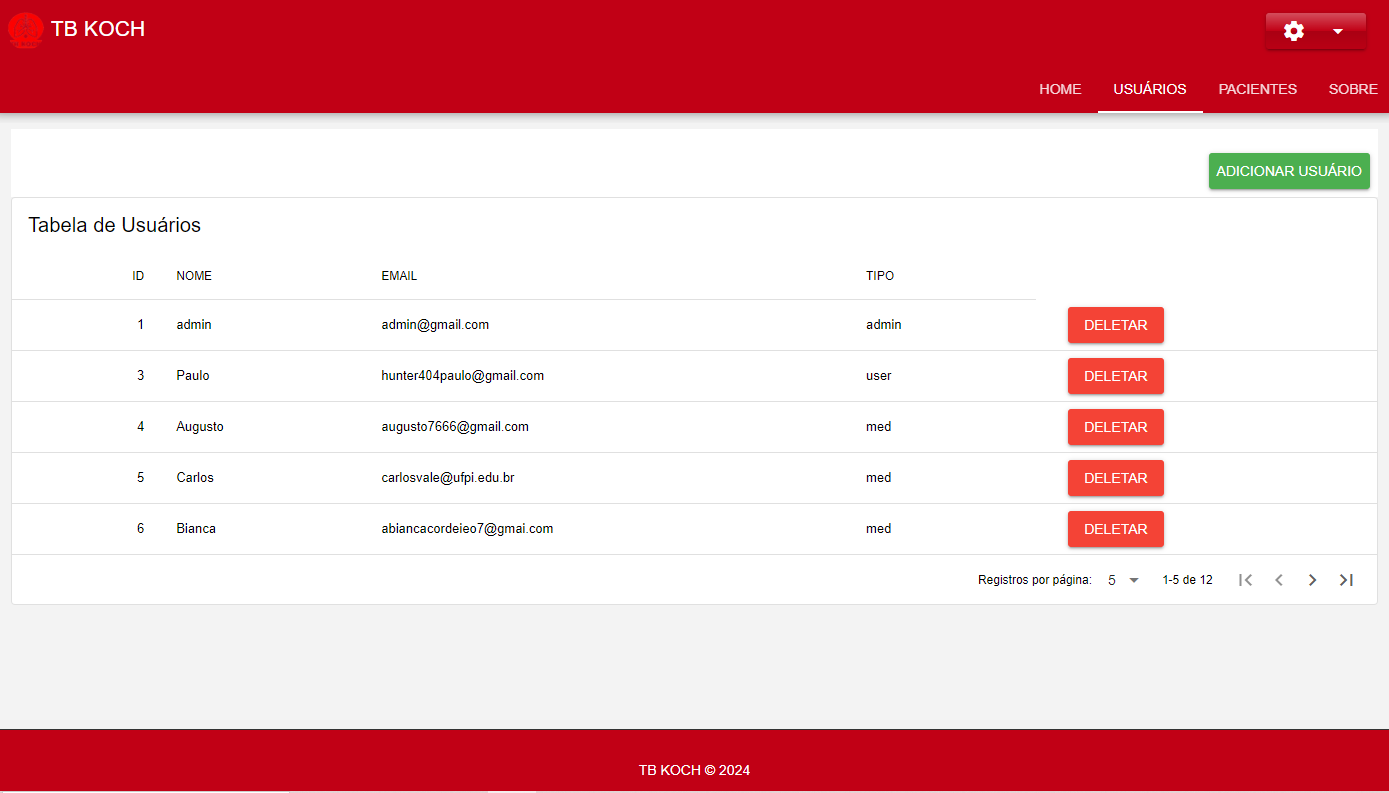 TB KOCH
HOME USUÁRIOS PACIENTES SOBRE
ADICIONAR USUÁRIO
Tabela de Usuários
ID NOME EMAIL TIPO
1 admin admin@gmail.com admin DELETAR
3 Paulo hunter404paulo@gmail.com user DELETAR
4 Augusto augusto7666@gmail.com med DELETAR
5 Carlos carlosvale@ufpi.edu.br med DELETAR
6 Bianca abiancacordeieo7@gmai.com med DELETAR
Registros por página: 5 1-5 de 12
TB KOCH © 2024